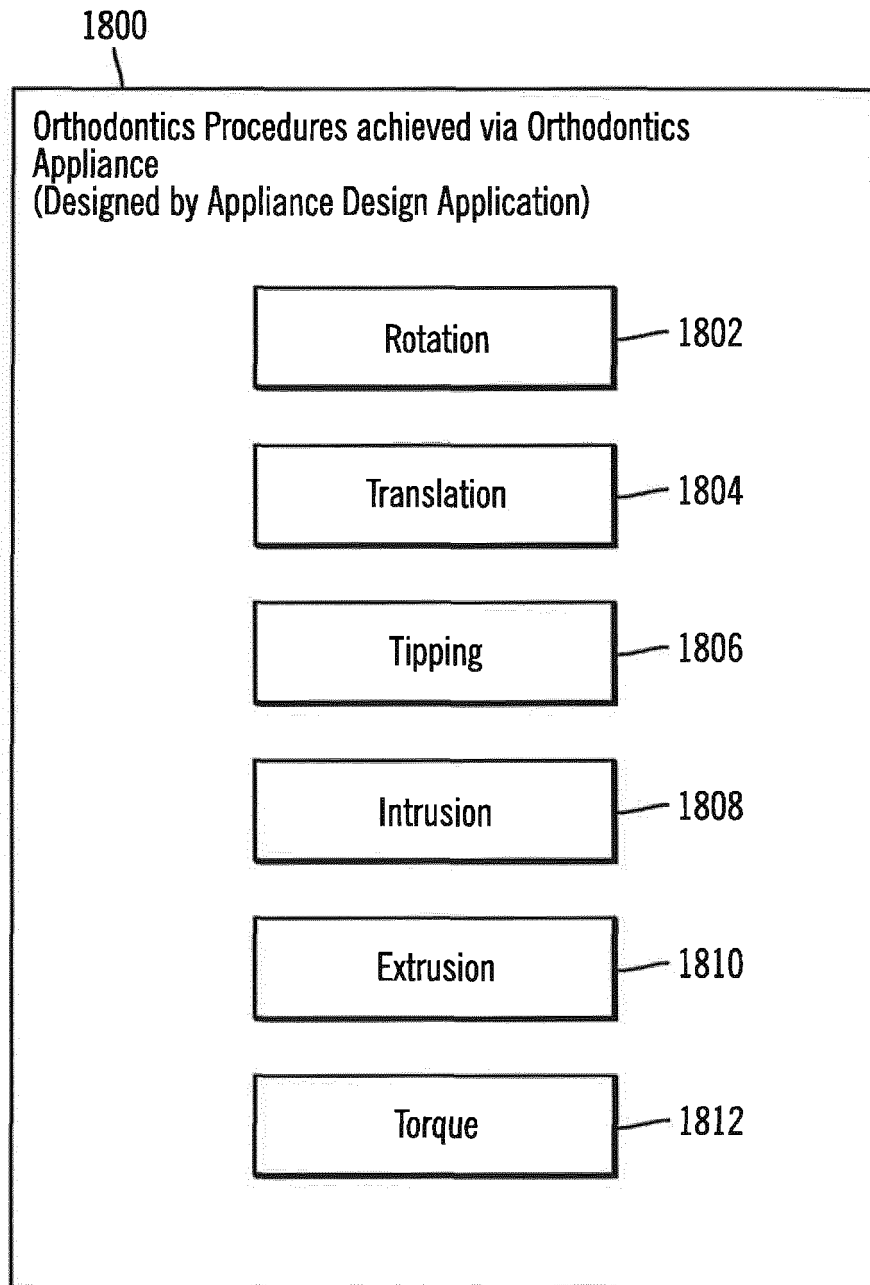 1800
Orthodontics Procedures achieved via Orthodontics
Appliance
(Designed by Appliance Design Application)
Rotation
1802
Translation
1804
Tipping
1806
Intrusion
1808
Extrusion
1810
Torque
1812